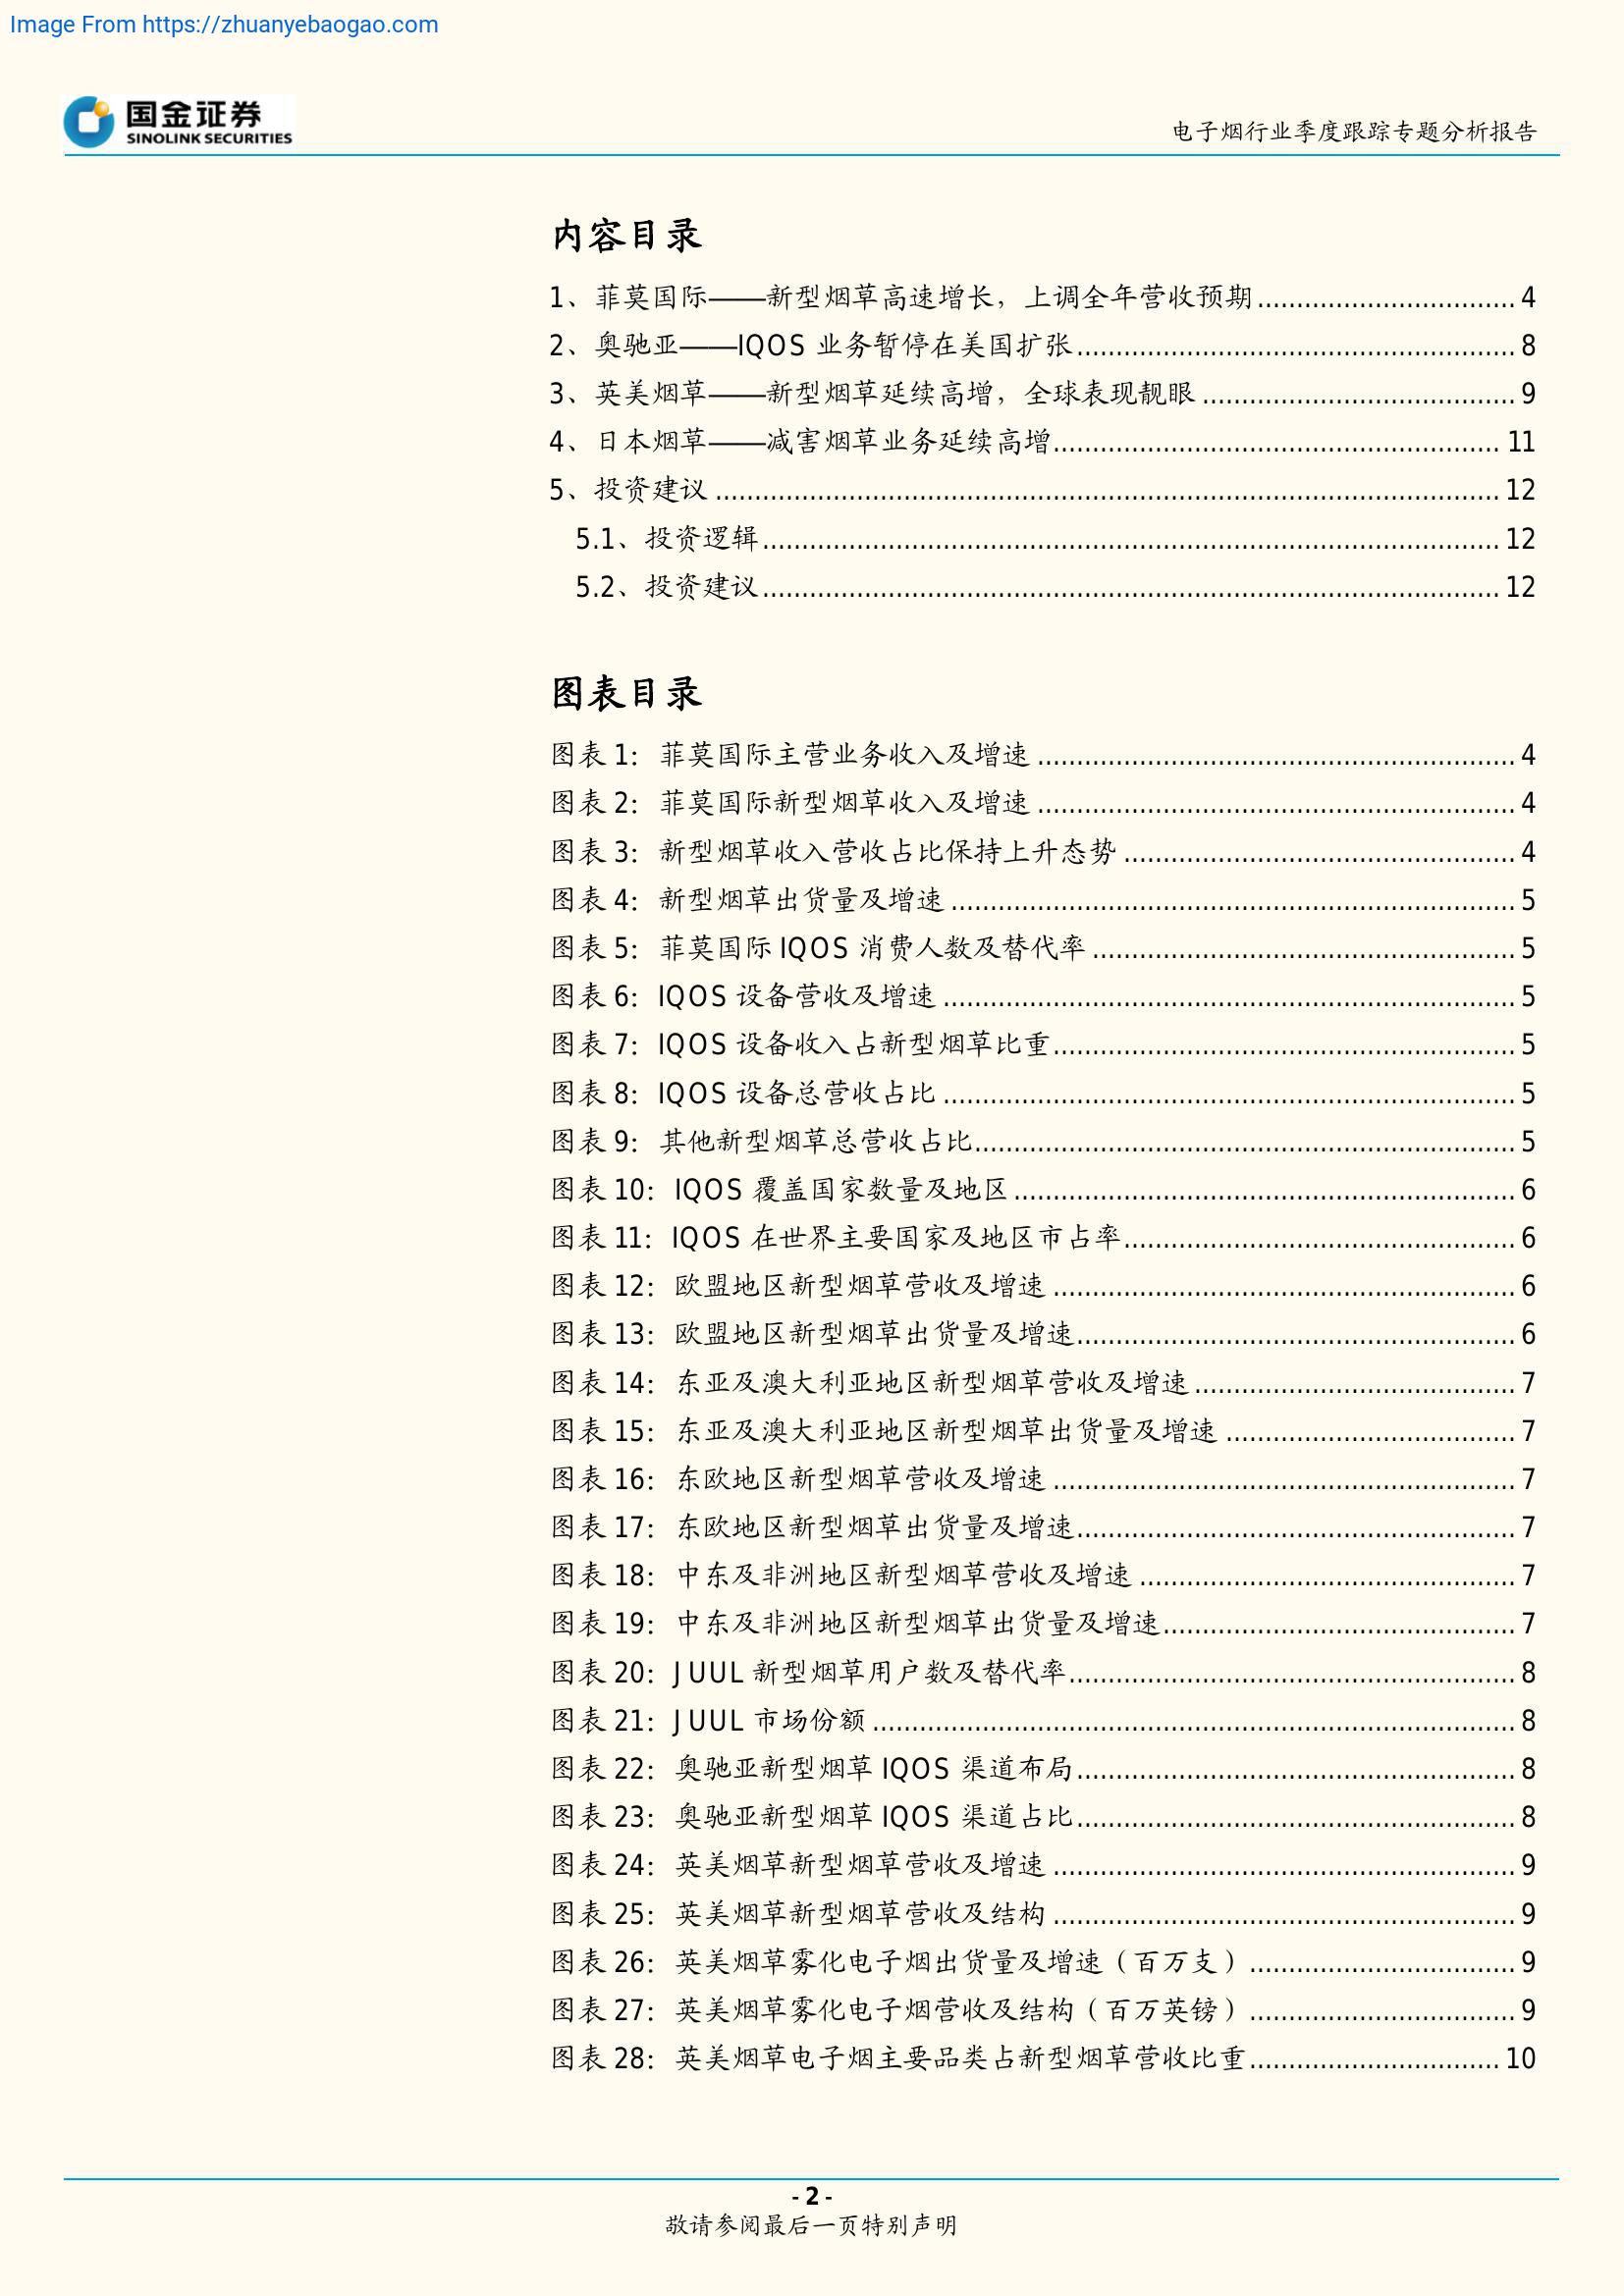 Image From https://zhuanyebaogao.com
国金证券
SINOLINK SECURITIES
电子烟行业季度跟踪专题分析报告
内容目录
1、菲莫国际——新型烟草高速增长，上调全年营收预期................................. 4
2、奥驰亚——IQOS 业务暂停在美国扩张........................................................ 8
3、英美烟草——新型烟草延续高增，全球表现靓眼 ........................................ 9
4、日本烟草——减害烟草业务延续高增......................................................... 11
5、投资建议 .................................................................................................... 12
5.1、投资逻辑.............................................................................................. 12
5.2、投资建议.............................................................................................. 12
图表目录
图表 1：菲莫国际主营业务收入及增速 ............................................................. 4
图表 2：菲莫国际新型烟草收入及增速 ............................................................. 4
图表 3：新型烟草收入营收占比保持上升态势 .................................................. 4
图表 4：新型烟草出货量及增速 ........................................................................ 5
图表 5：菲莫国际 IQOS 消费人数及替代率 ...................................................... 5
图表 6：IQOS 设备营收及增速 ......................................................................... 5
图表 7：IQOS 设备收入占新型烟草比重........................................................... 5
图表 8：IQOS 设备总营收占比 ......................................................................... 5
图表 9：其他新型烟草总营收占比..................................................................... 5
图表 10：IQOS 覆盖国家数量及地区 ................................................................ 6
图表 11：IQOS 在世界主要国家及地区市占率.................................................. 6
图表 12：欧盟地区新型烟草营收及增速 ........................................................... 6
图表 13：欧盟地区新型烟草出货量及增速........................................................ 6
图表 14：东亚及澳大利亚地区新型烟草营收及增速 ......................................... 7
图表 15：东亚及澳大利亚地区新型烟草出货量及增速 ..................................... 7
图表 16：东欧地区新型烟草营收及增速 ........................................................... 7
图表 17：东欧地区新型烟草出货量及增速........................................................ 7
图表 18：中东及非洲地区新型烟草营收及增速 ................................................ 7
图表 19：中东及非洲地区新型烟草出货量及增速............................................. 7
图表 20：JUUL 新型烟草用户数及替代率......................................................... 8
图表 21：JUUL 市场份额 .................................................................................. 8
图表 22：奥驰亚新型烟草 IQOS 渠道布局........................................................ 8
图表 23：奥驰亚新型烟草 IQOS 渠道占比........................................................ 8
图表 24：英美烟草新型烟草营收及增速 ........................................................... 9
图表 25：英美烟草新型烟草营收及结构 ........................................................... 9
图表 26：英美烟草雾化电子烟出货量及增速（百万支） .................................. 9
图表 27：英美烟草雾化电子烟营收及结构（百万英镑） .................................. 9
图表 28：英美烟草电子烟主要品类占新型烟草营收比重................................ 10
- 2 -
敬请参阅最后一页特别声明